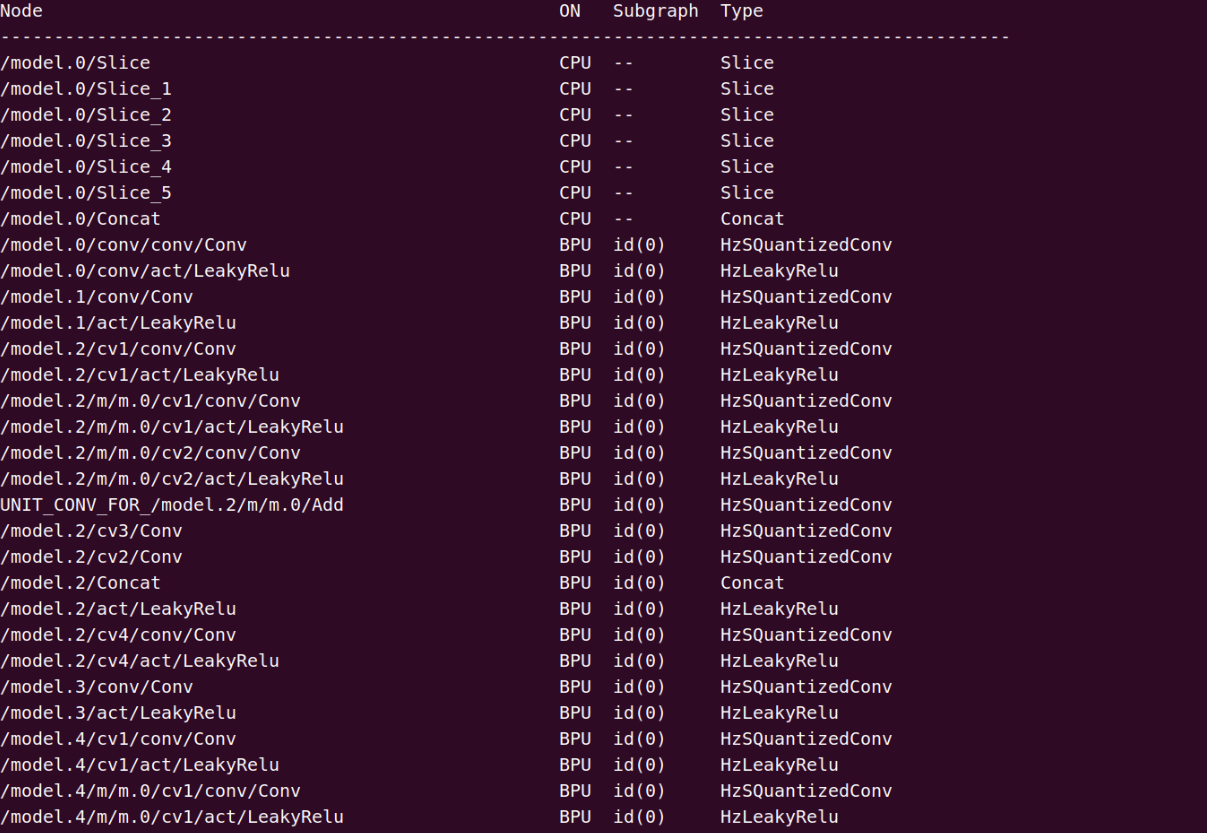 Node ON Subgraph Type
----------------------------------------------------------------------------------------------
/model.0/Slice CPU -- Slice
/model.0/Slice_1 CPU -- Slice
/model.0/Slice_2 CPU -- Slice
/model.0/Slice_3 CPU -- Slice
/model.0/Slice_4 CPU -- Slice
/model.0/Slice_5 CPU -- Slice
/model.0/Concat CPU -- Concat
/model.0/conv/conv/Conv BPU id(0) HzSQuantizedConv
/model.0/conv/act/LeakyRelu BPU id(0) HzLeakyRelu
/model.1/conv/Conv BPU id(0) HzSQuantizedConv
/model.1/act/LeakyRelu BPU id(0) HzLeakyRelu
/model.2/cv1/conv/Conv BPU id(0) HzSQuantizedConv
/model.2/cv1/act/LeakyRelu BPU id(0) HzLeakyRelu
/model.2/m/m.0/cv1/conv/Conv BPU id(0) HzSQuantizedConv
/model.2/m/m.0/cv1/act/LeakyRelu BPU id(0) HzLeakyRelu
/model.2/m/m.0/cv2/conv/Conv BPU id(0) HzSQuantizedConv
/model.2/m/m.0/cv2/act/LeakyRelu BPU id(0) HzLeakyRelu
UNIT_CONV_FOR_/model.2/m/m.0/Add BPU id(0) HzSQuantizedConv
/model.2/cv3/Conv BPU id(0) HzSQuantizedConv
/model.2/cv2/Conv BPU id(0) HzSQuantizedConv
/model.2/Concat BPU id(0) Concat
/model.2/act/LeakyRelu BPU id(0) HzLeakyRelu
/model.2/cv4/conv/Conv BPU id(0) HzSQuantizedConv
/model.2/cv4/act/LeakyRelu BPU id(0) HzLeakyRelu
/model.3/conv/Conv BPU id(0) HzSQuantizedConv
/model.3/act/LeakyRelu BPU id(0) HzLeakyRelu
/model.4/cv1/conv/Conv BPU id(0) HzSQuantizedConv
/model.4/cv1/act/LeakyRelu BPU id(0) HzLeakyRelu
/model.4/m/m.0/cv1/conv/Conv BPU id(0) HzSQuantizedConv
/model.4/m/m.0/cv1/act/LeakyRelu BPU id(0) HzLeakyRelu